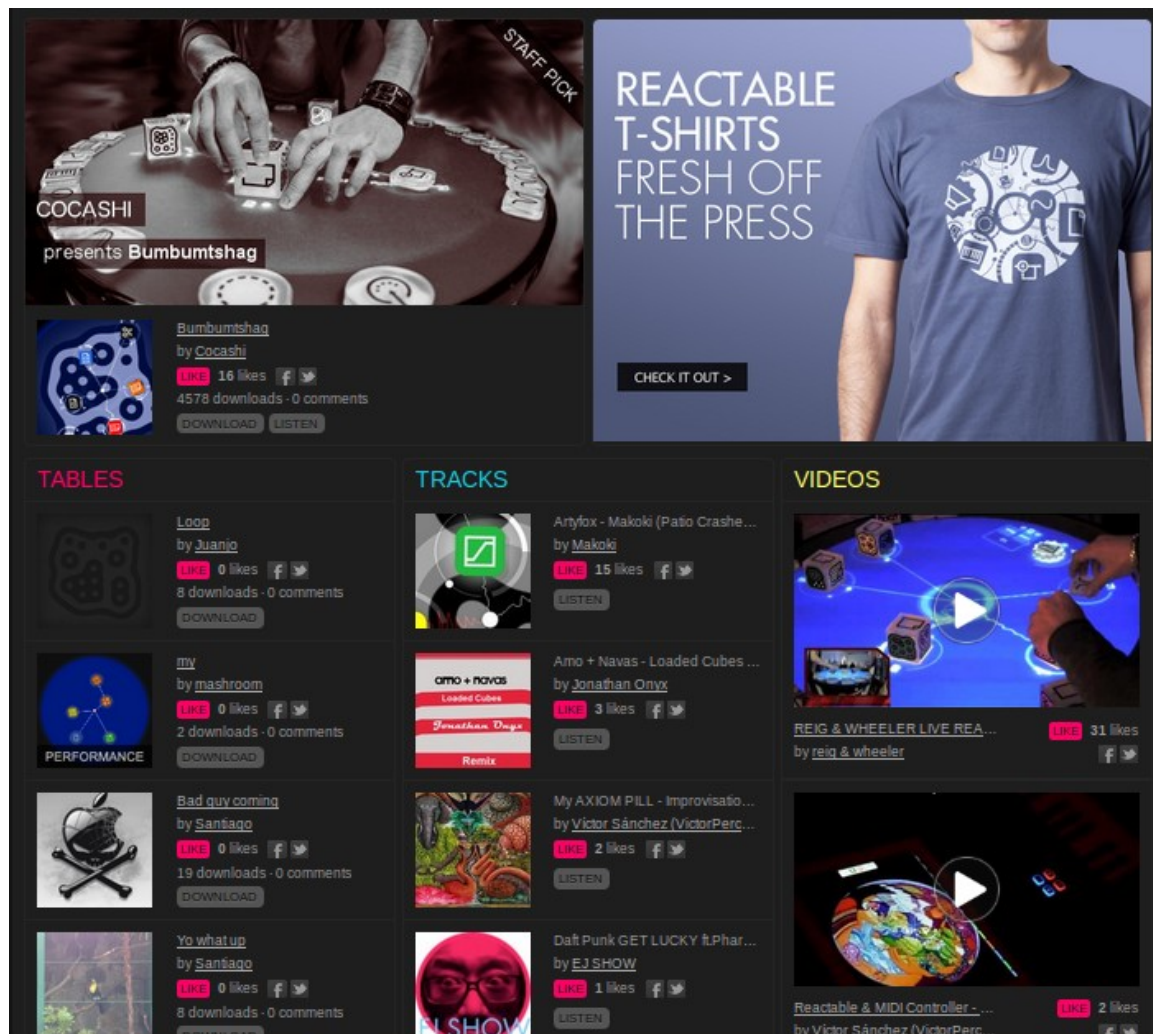 STAFF PICK
COCASHI
presents Bumbumtshag
REACTABLE
T-SHIRTS
FRESH OFF
THE PRESS
CHECK IT OUT >
Bumbumtshag
by Cocashi
LIKE 16 likes
4578 downloads · 0 comments
DOWNLOAD LISTEN
TABLES
Loop
by Juanjo
LIKE 0 likes
8 downloads · 0 comments
DOWNLOAD
PERFORMANCE
my
by mashroom
LIKE 0 likes
2 downloads · 0 comments
DOWNLOAD
Bad guy coming
by Santiago
LIKE 0 likes
19 downloads · 0 comments
DOWNLOAD
Yo what up
by Santiago
LIKE 0 likes
8 downloads · 0 comments
DOWNLOAD
TRACKS
Artyfox - Makoki (Patio Crashe...
by Makoki
LIKE 15 likes
LISTEN
amo + navas
Loaded Cubes
Jonathan Onyx
Remix
Amo + Navas - Loaded Cubes ...
by Jonathan Onyx
LIKE 3 likes
LISTEN
My AXIOM PILL - Improvisatio...
by Víctor Sánchez (VictorPerc...
LIKE 2 likes
LISTEN
EJ SHOW
Daft Punk GET LUCKY ft.Phar...
by EJ SHOW
LIKE 1 likes
LISTEN
VIDEOS
REIG & WHEELER LIVE REA...
LIKE 31 likes
by reig & wheeler
Reactable & MIDI Controller - ...
LIKE 2 likes
by Víctor Sánchez (VictorPerc...